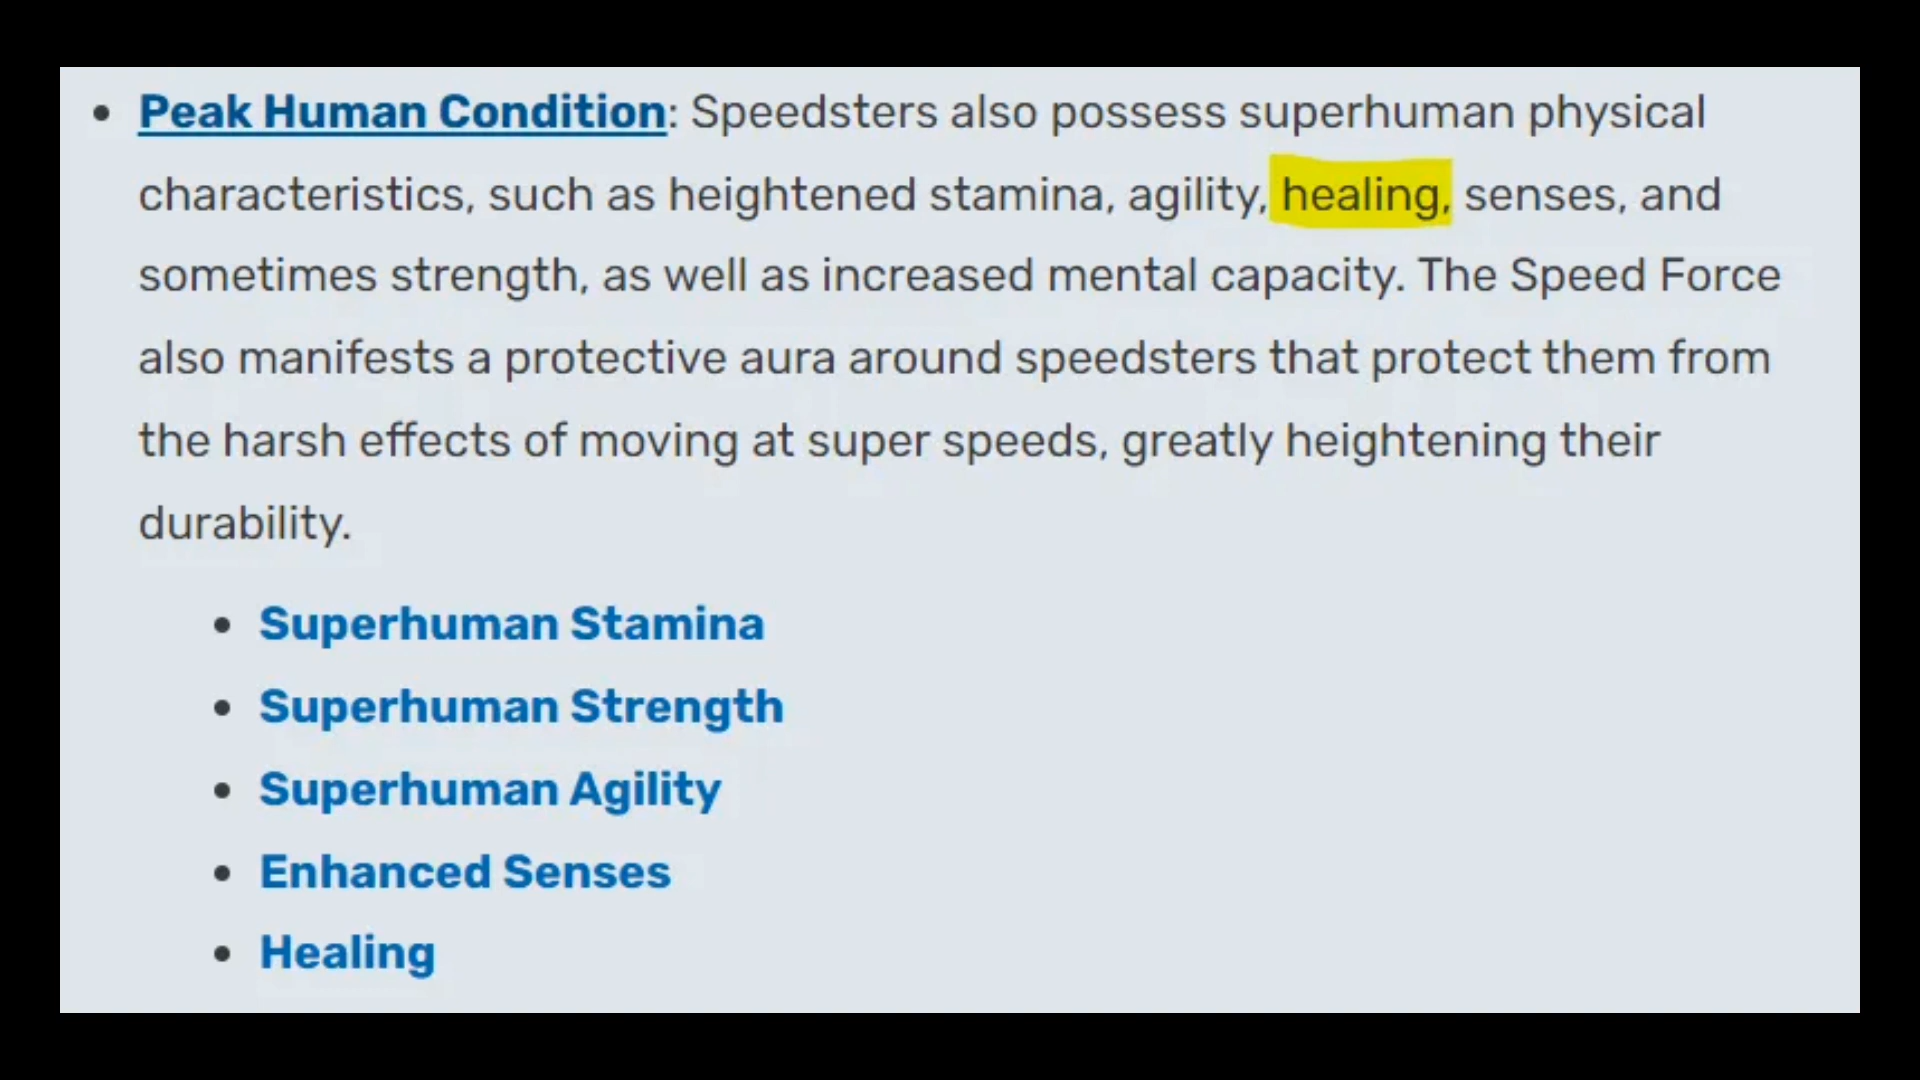 Peak Human Condition: Speedsters also possess superhuman physical
characteristics, such as heightened stamina, agility, healing, senses, and
sometimes strength, as well as increased mental capacity. The Speed Force
also manifests a protective aura around speedsters that protect them from
the harsh effects of moving at super speeds, greatly heightening their
durability.
Superhuman Stamina
Superhuman Strength
Superhuman Agility
Enhanced Senses
Healing